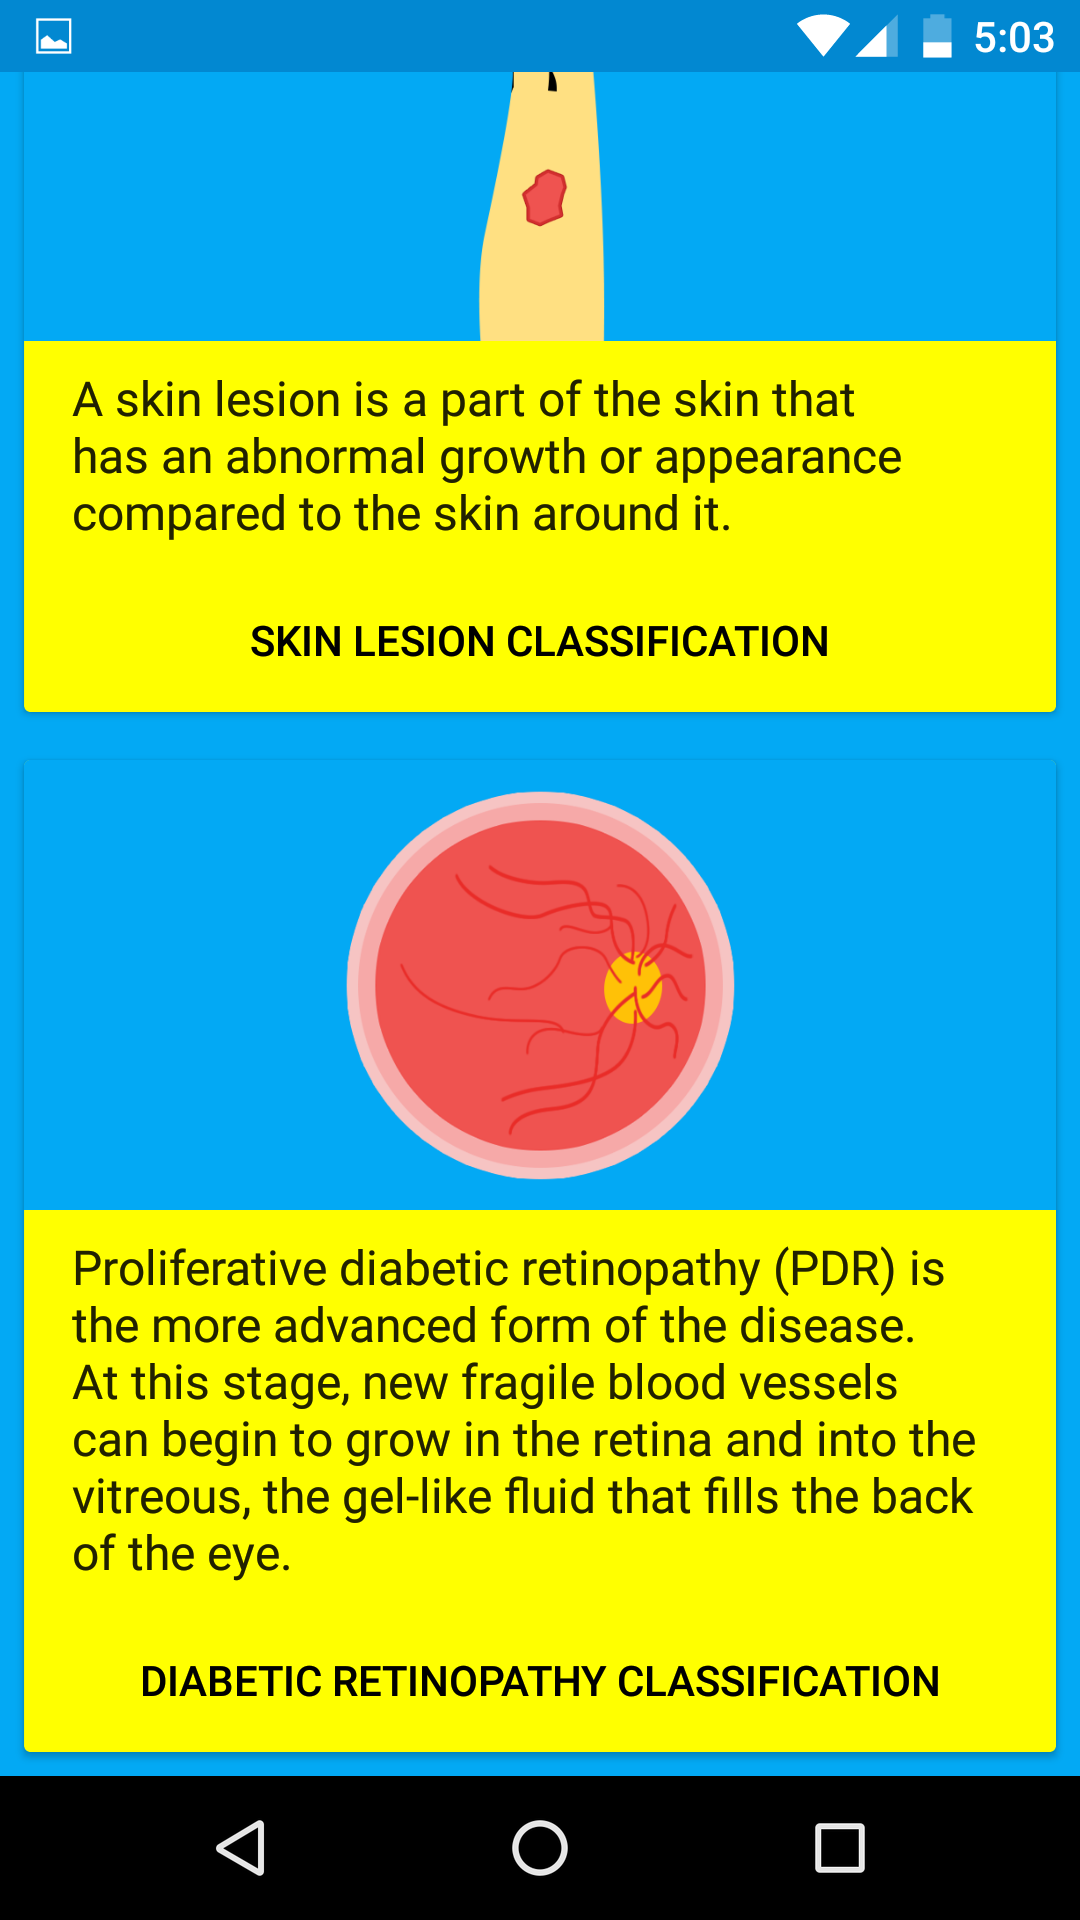 5:03
A skin lesion is a part of the skin that
has an abnormal growth or appearance
compared to the skin around it.
SKIN LESION CLASSIFICATION
Proliferative diabetic retinopathy (PDR) is
the more advanced form of the disease.
At this stage, new fragile blood vessels
can begin to grow in the retina and into the
vitreous, the gel-like fluid that fills the back
of the eye.
DIABETIC RETINOPATHY CLASSIFICATION